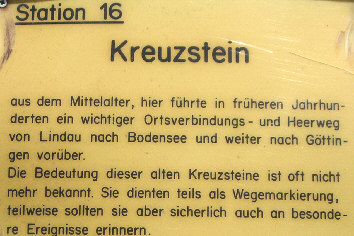 Station 16
Kreuzstein
aus dem Mittelalter, hier führte in früheren Jahrhun-
derten ein wichtiger Ortsverbindungs- und Heerweg
von Lindau nach Bodensee und weiter nach Göttin-
gen vorüber.
Die Bedeutung dieser alten Kreuzsteine ist oft nicht
mehr bekannt. Sie dienten teils als Wegemarkierung,
teilweise sollten sie aber sicherlich auch an besonde-
re Ereignisse erinnern.